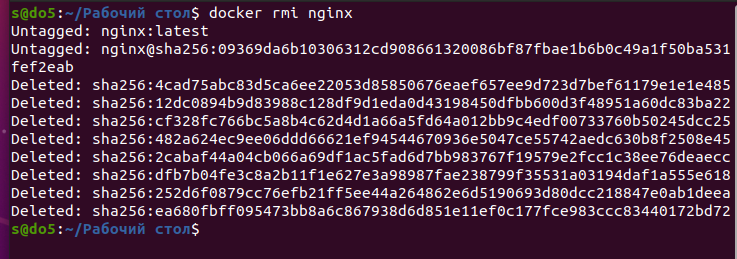 s@do5:~/Рабочий стол$ docker rmi nginx
Untagged: nginx:latest
Untagged: nginx@sha256:09369da6b10306312cd908661320086bf87fbae1b6b0c49a1f50ba531
fef2eab
Deleted: sha256:4cad75abc83d5ca6ee22053d85850676eaef657ee9d723d7bef61179e1e1e485
Deleted: sha256:12dc0894b9d83988c128df9d1eda0d43198450dfbb600d3f48951a60dc83ba22
Deleted: sha256:cf328fc766bc5a8b4c62d4d1a66a5fd64a012bb9c4edf00733760b50245dcc25
Deleted: sha256:482a624ec9ee06ddd66621ef94544670936e5047ce55742aedc630b8f2508e45
Deleted: sha256:2cabaf44a04cb066a69df1ac5fad6d7bb983767f19579e2fcc1c38ee76deaecc
Deleted: sha256:dfb7b04fe3c8a2b11f1e627e3a98987fae238799f35531a03194daf1a555e618
Deleted: sha256:252d6f0879cc76efb21ff5ee44a264862e6d5190693d80dcc218847e0ab1deea
Deleted: sha256:ea680fbff095473bb8a6c867938d6d851e11ef0c177fce983ccc83440172bd72
s@do5:~/Рабочий стол$